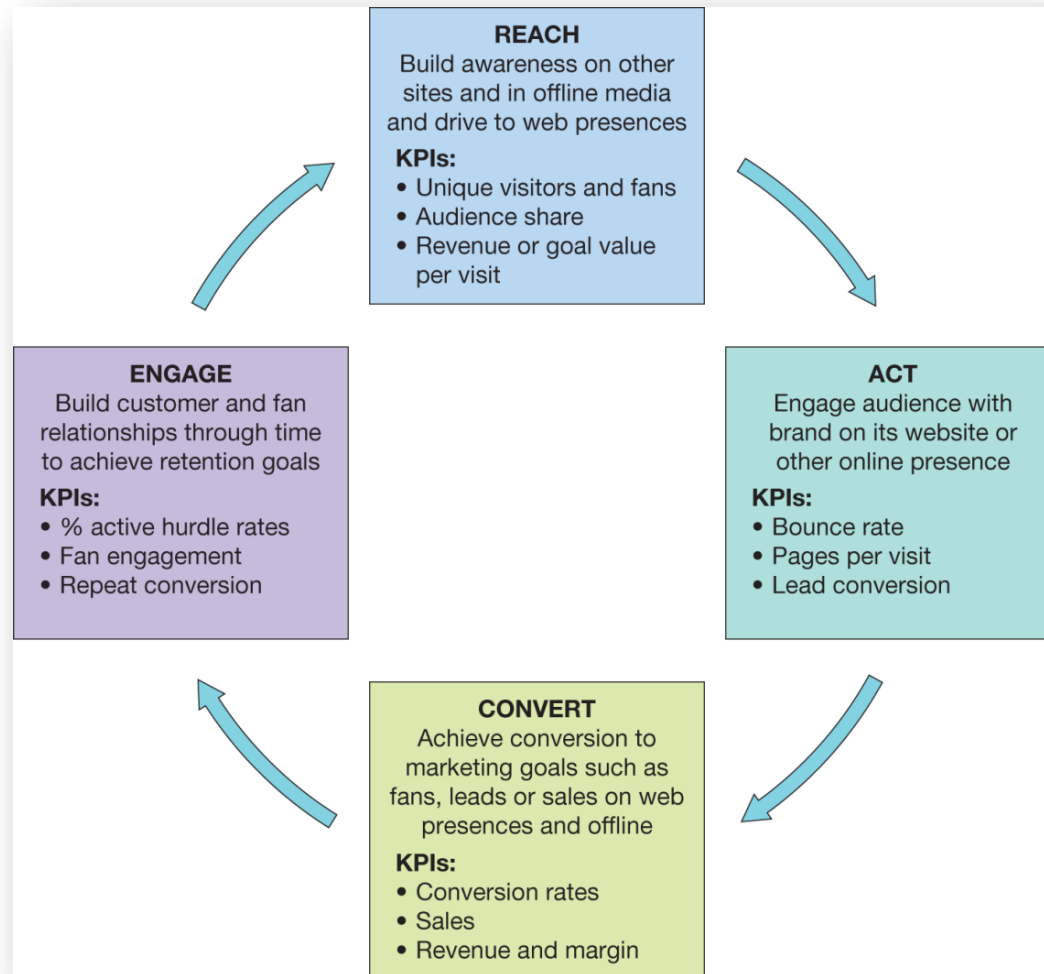 REACH
Build awareness on other
sites and in offline media
and drive to web presences
KPIs:
• Unique visitors and fans
• Audience share
• Revenue or goal value
per visit
ENGAGE
Build customer and fan
relationships through time
to achieve retention goals
KPIs:
• % active hurdle rates
• Fan engagement
• Repeat conversion
ACT
Engage audience with
brand on its website or
other online presence
KPIs:
• Bounce rate
• Pages per visit
• Lead conversion
CONVERT
Achieve conversion to
marketing goals such as
fans, leads or sales on web
presences and offline
KPIs:
• Conversion rates
• Sales
• Revenue and margin